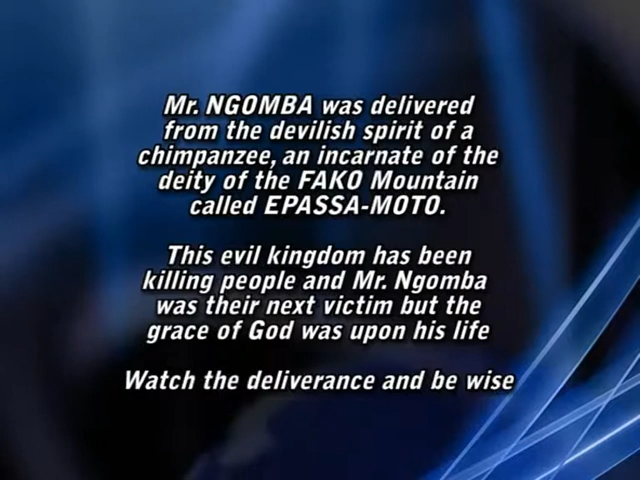 Mr. NGOMBA was delivered
from the devilish spirit of a
chimpanzee, an incarnate of the
deity of the FAKO Mountain
called EPASSA-MOTO.
This evil kingdom has been
killing people and Mr. Ngomba
was their next victim but the
grace of God was upon his life
Watch the deliverance and be wise